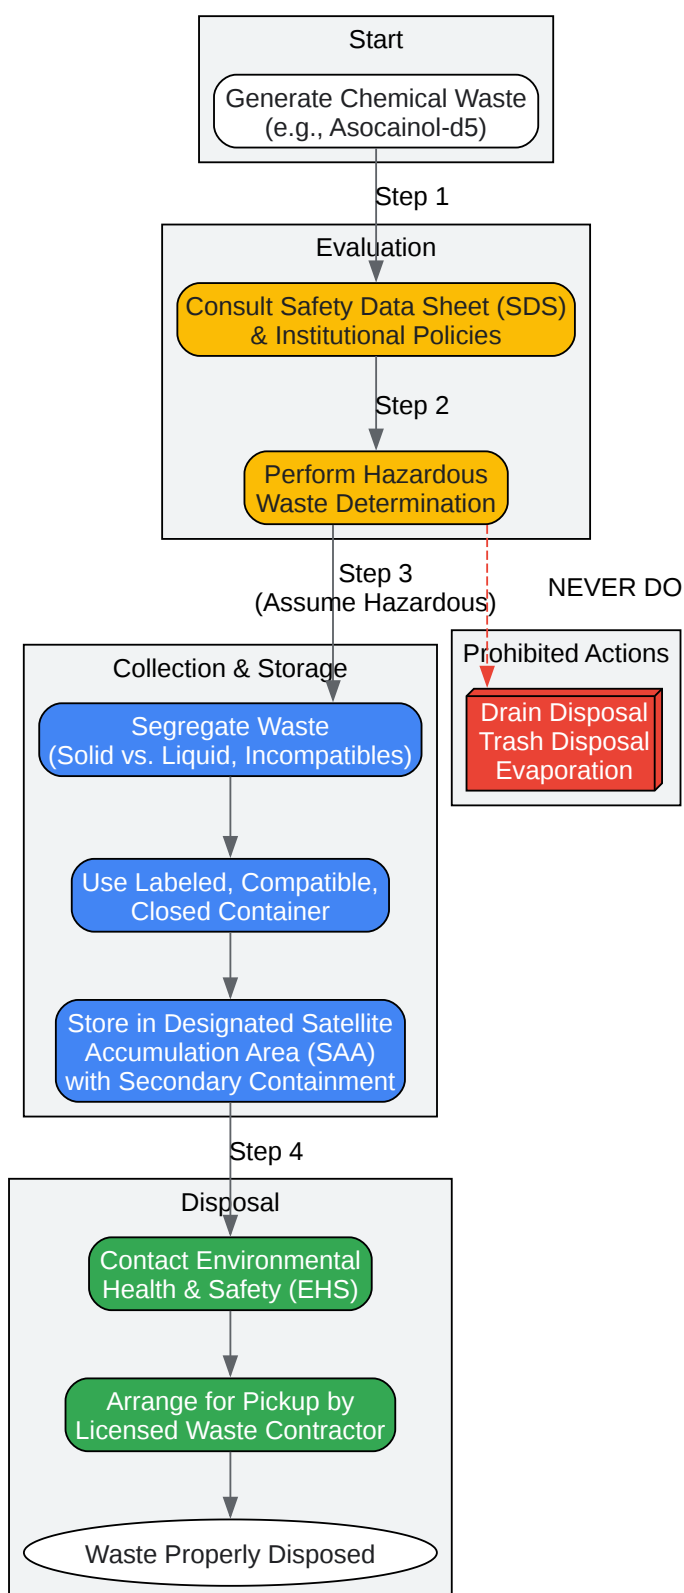 Start
Generate Chemical Waste
(e.g., Asocainol-d5)
Step 1
Evaluation
Consult Safety Data Sheet (SDS)
& Institutional Policies
Step 2
Perform Hazardous
Waste Determination
Step 3
(Assume Hazardous)
NEVER DO
Prohibited Actions
Drain Disposal
Trash Disposal
Evaporation
Collection & Storage
Segregate Waste
(Solid vs. Liquid, Incompatibles)
Use Labeled, Compatible,
Closed Container
Store in Designated Satellite
Accumulation Area (SAA)
with Secondary Containment
Step 4
Disposal
Contact Environmental
Health & Safety (EHS)
Arrange for Pickup by
Licensed Waste Contractor
Waste Properly Disposed